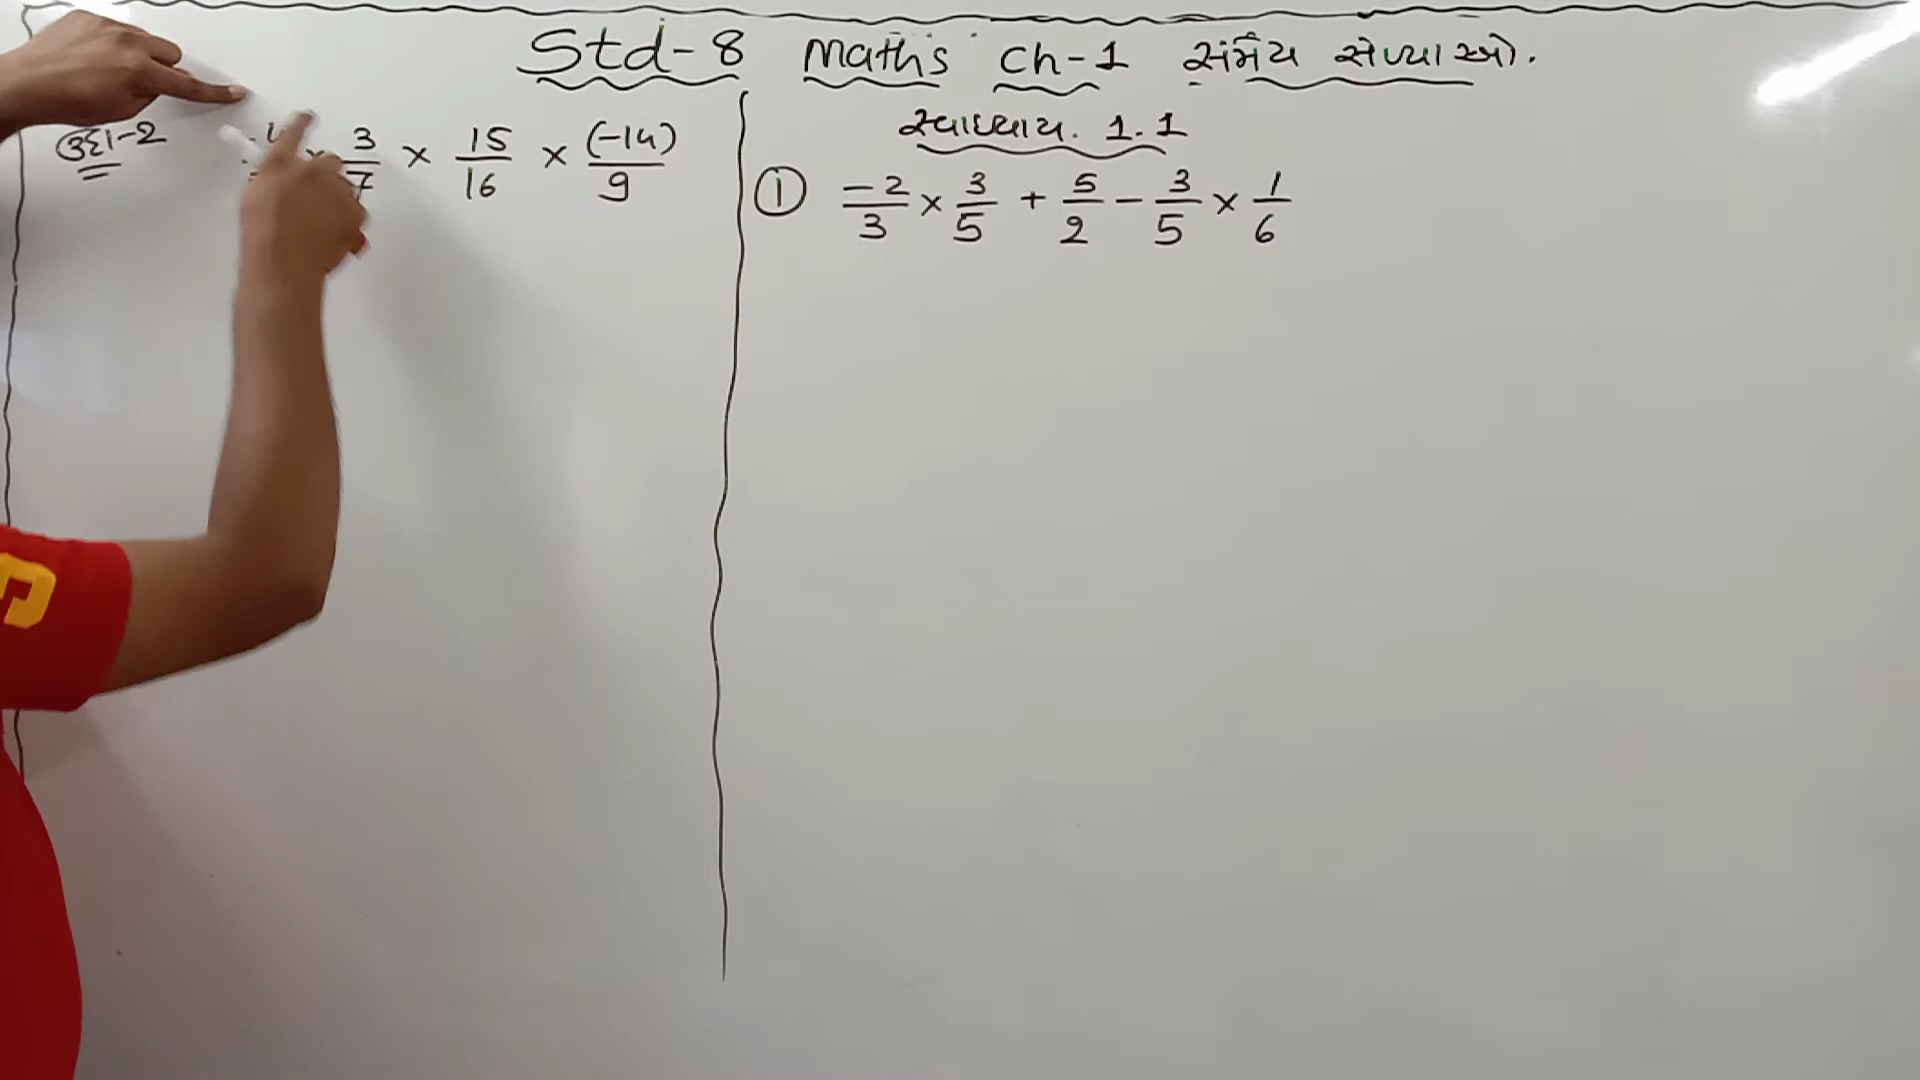 Std-8 Maths Ch-1 સંમેય સંખ્યાઓ.
ઉદા-2 × 3/7 × 15/16 × (-14)/9
સ્વાધ્યાય. 1.1
① -2/3 × 3/5 + 5/2 - 3/5 × 1/6